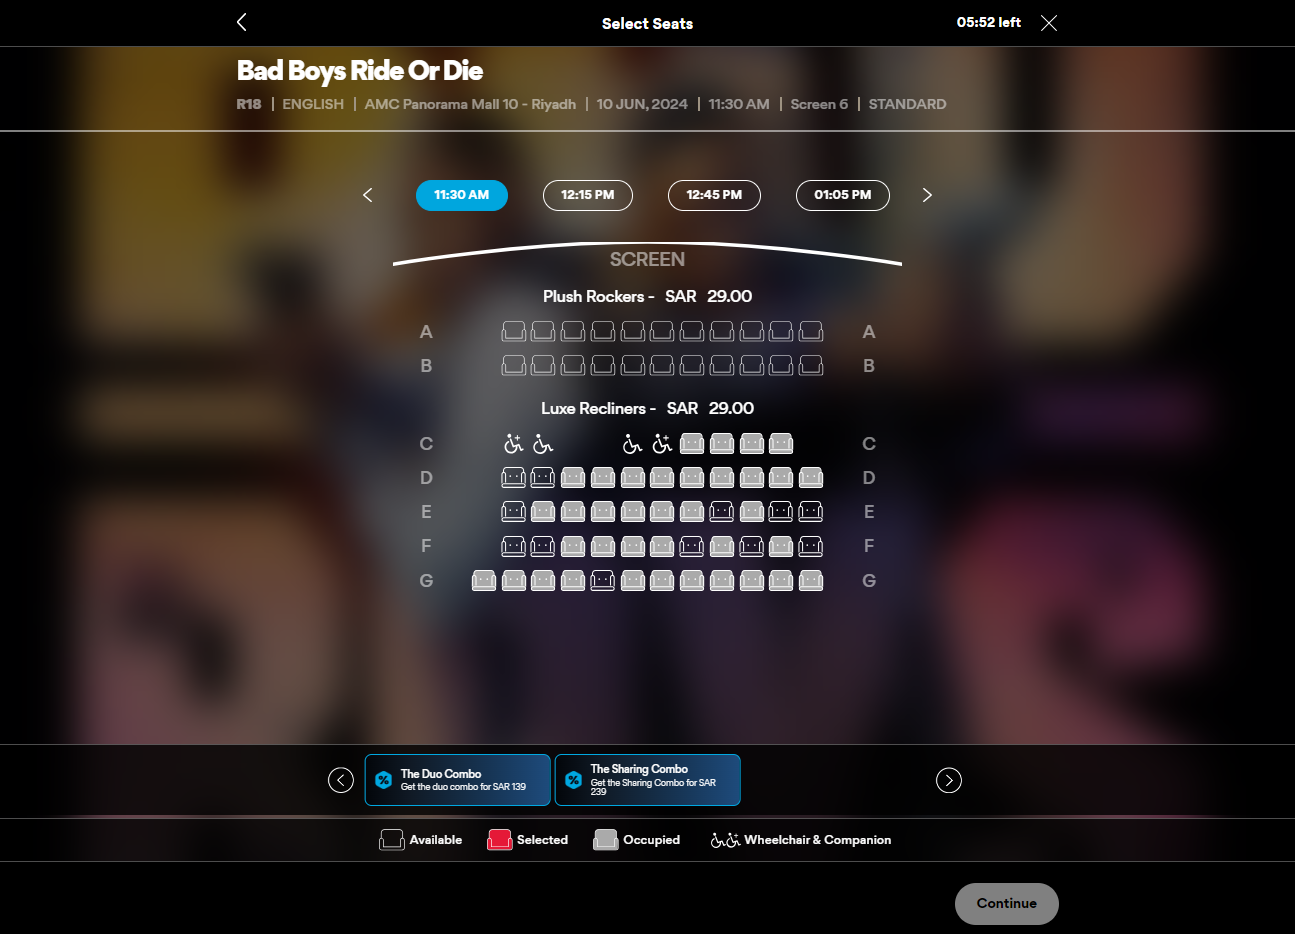 Select Seats
05:52 left
Bad Boys Ride Or Die
R18 | ENGLISH | AMC Panorama Mall 10 - Riyadh | 10 JUN, 2024 | 11:30 AM | Screen 6 | STANDARD
11:30 AM 12:15 PM 12:45 PM 01:05 PM
SCREEN
Plush Rockers - SAR 29.00
A A
B B
Luxe Recliners - SAR 29.00
C C
D D
E E
F F
G G
The Duo Combo
Get the duo combo for SAR 139
The Sharing Combo
Get the Sharing Combo for SAR
239
Available Selected Occupied Wheelchair & Companion
Continue